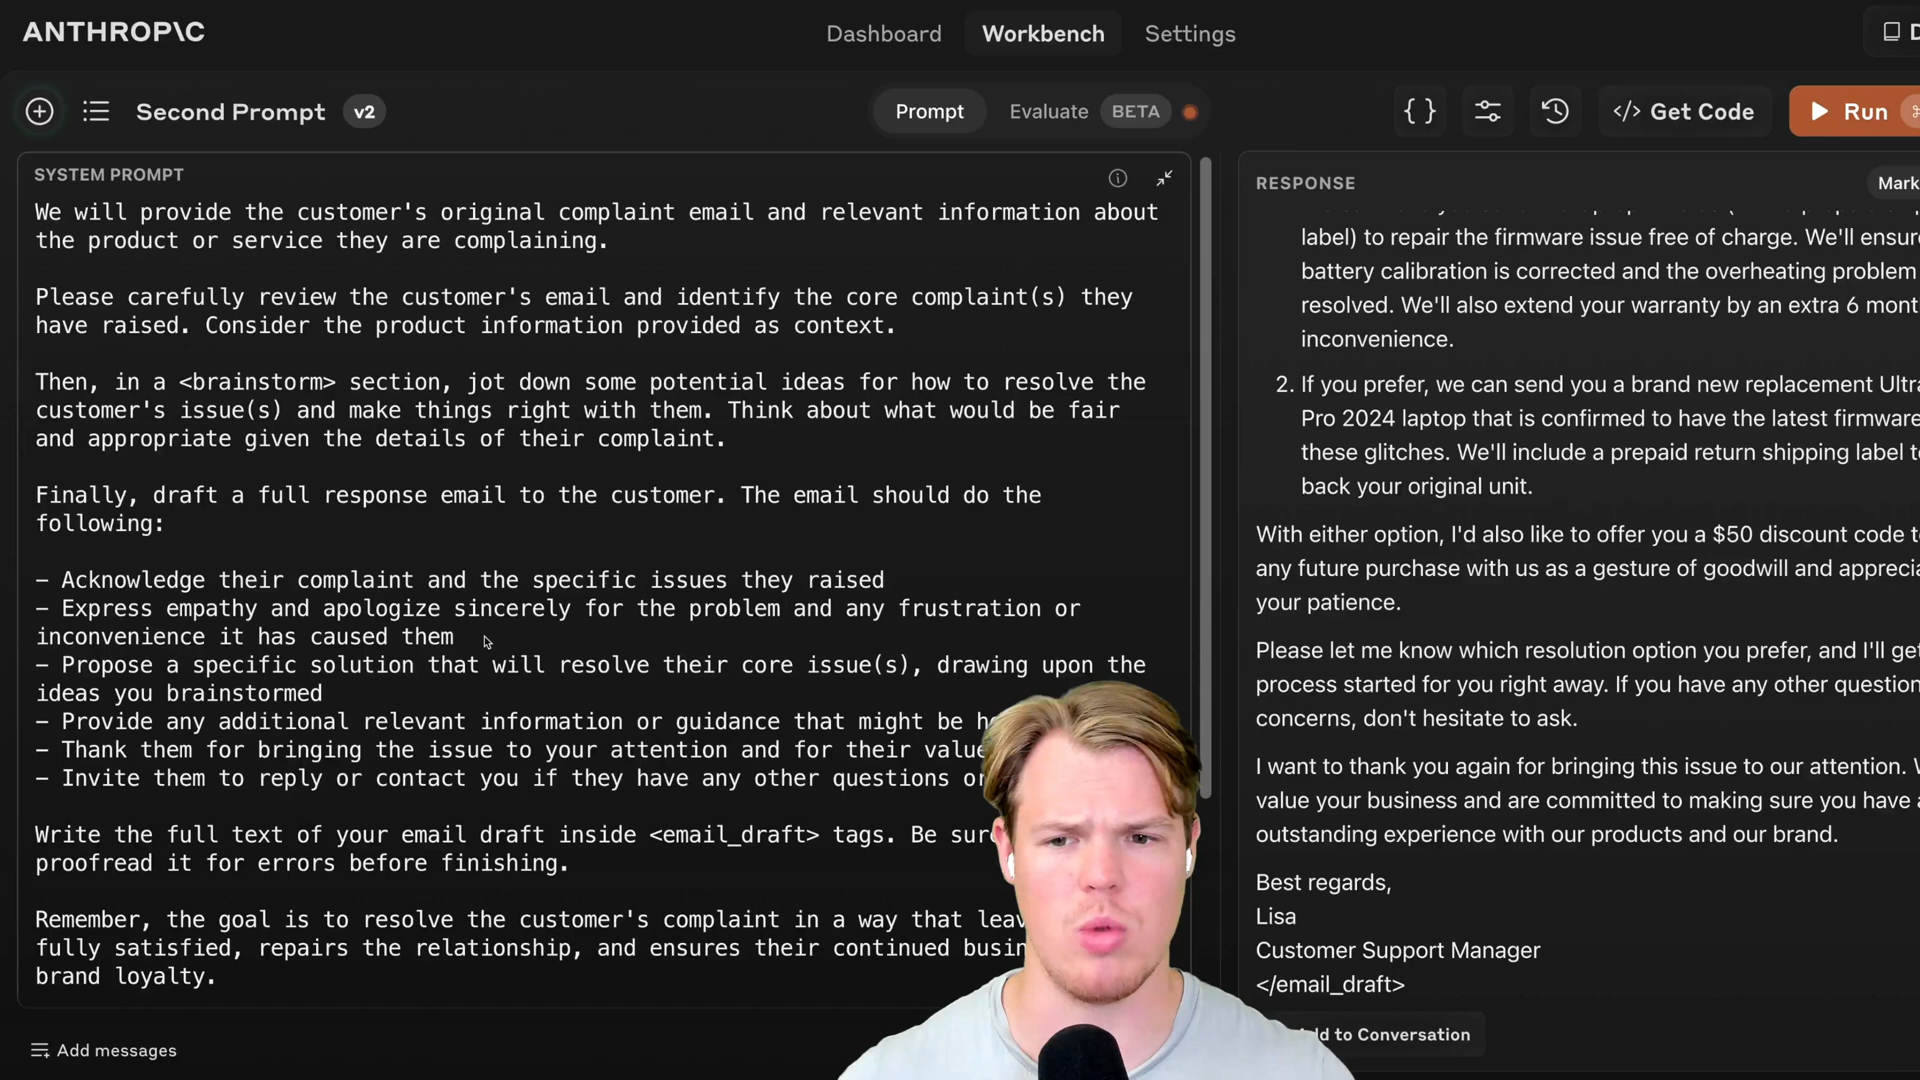 ANTHROP\C
Dashboard
Workbench
Settings
Second Prompt
v2
Prompt
Evaluate
BETA
{ }
</> Get Code
Run
SYSTEM PROMPT
We will provide the customer's original complaint email and relevant information about
the product or service they are complaining.
Please carefully review the customer's email and identify the core complaint(s) they
have raised. Consider the product information provided as context.
Then, in a <brainstorm> section, jot down some potential ideas for how to resolve the
customer's issue(s) and make things right with them. Think about what would be fair
and appropriate given the details of their complaint.
Finally, draft a full response email to the customer. The email should do the
following:
- Acknowledge their complaint and the specific issues they raised
- Express empathy and apologize sincerely for the problem and any frustration or
inconvenience it has caused them
- Propose a specific solution that will resolve their core issue(s), drawing upon the
ideas you brainstormed
- Provide any additional relevant information or guidance that might be
- Thank them for bringing the issue to your attention and for their
- Invite them to reply or contact you if they have any other questions
Write the full text of your email draft inside <email_draft> tags. Be
proofread it for errors before finishing.
Remember, the goal is to resolve the customer's complaint in a way that
fully satisfied, repairs the relationship, and ensures their continued
brand loyalty.
Add messages
RESPONSE
label) to repair the firmware issue free of charge. We'll
battery calibration is corrected and the overheating problem
resolved. We'll also extend your warranty by an extra 6
inconvenience.
2. If you prefer, we can send you a brand new replacement
Pro 2024 laptop that is confirmed to have the latest firmware
these glitches. We'll include a prepaid return shipping label
back your original unit.
With either option, I'd also like to offer you a $50 discount code
any future purchase with us as a gesture of goodwill and
your patience.
Please let me know which resolution option you prefer, and I'll
process started for you right away. If you have any other
concerns, don't hesitate to ask.
I want to thank you again for bringing this issue to our attention.
value your business and are committed to making sure you have
outstanding experience with our products and our brand.
Best regards,
Lisa
Customer Support Manager
</email_draft>
to Conversation